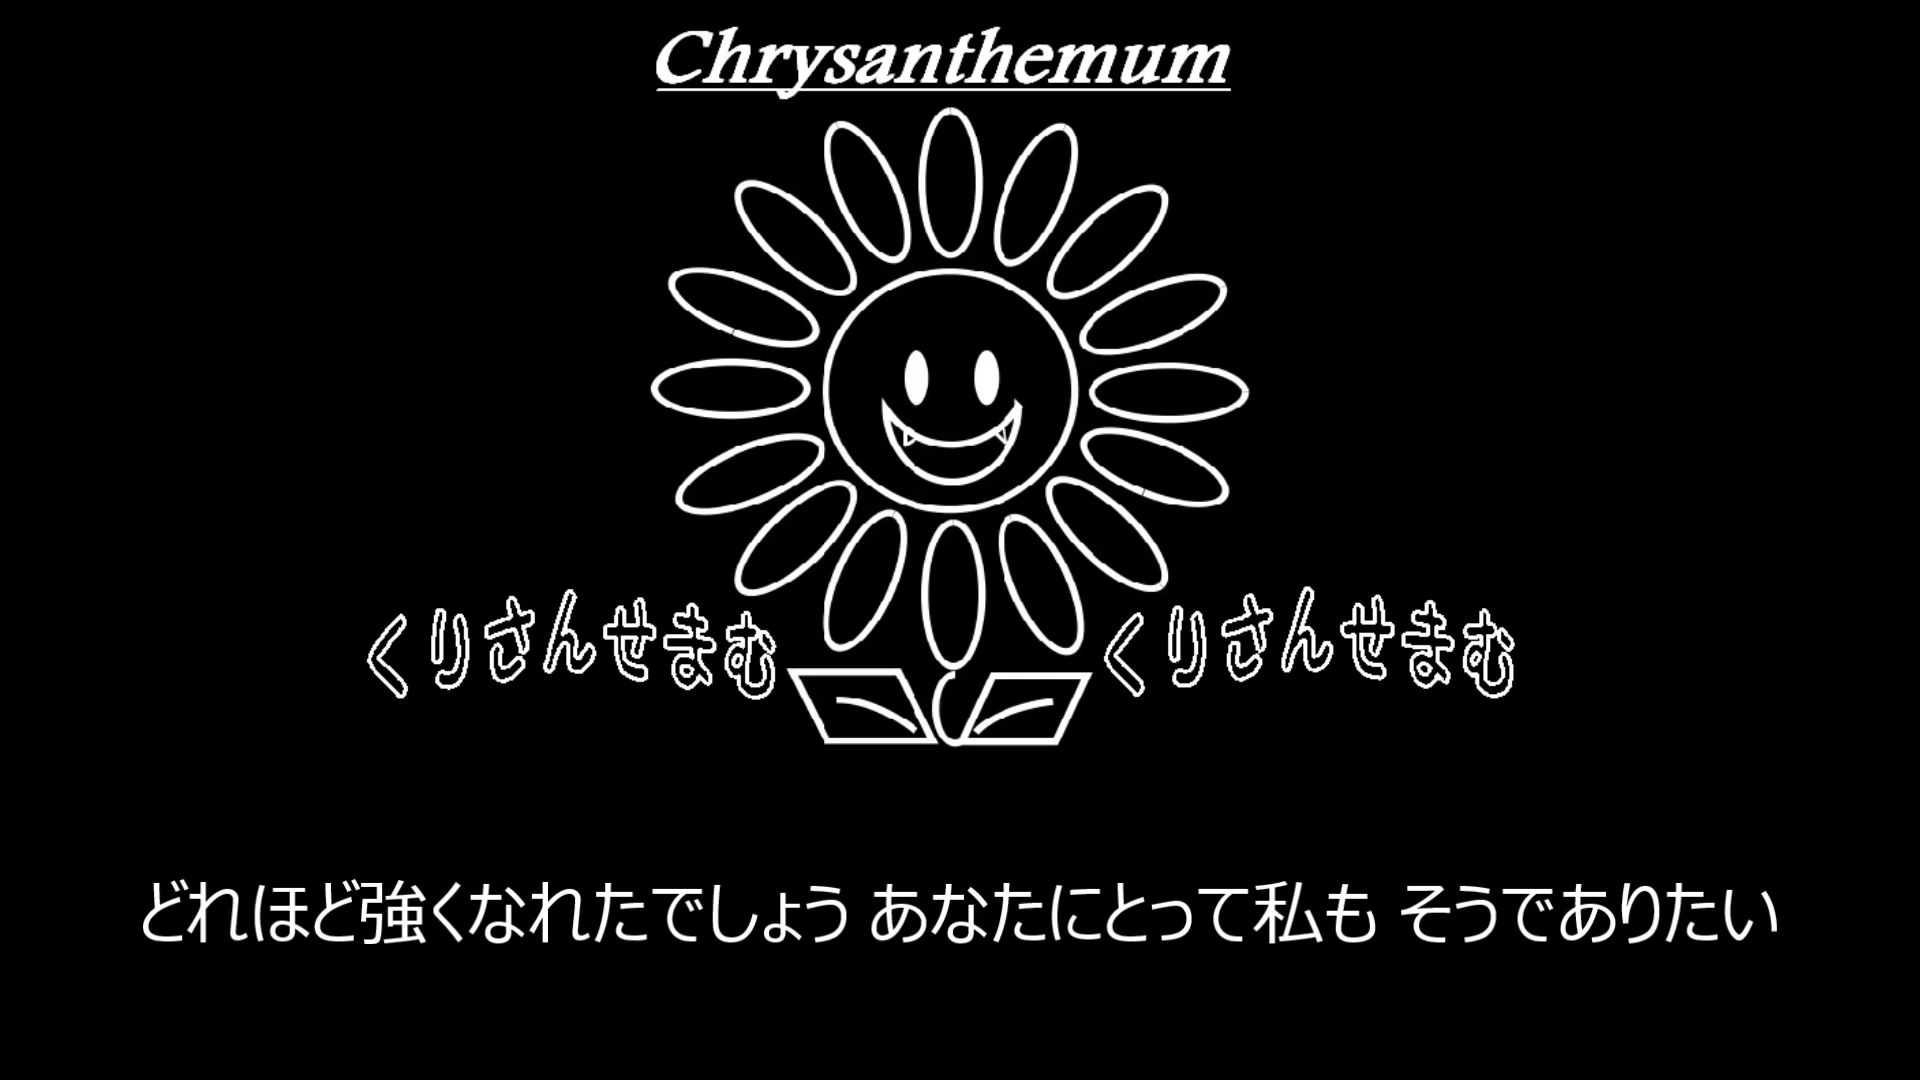 Chrysanthemum
くりさんせまむ くりさんせまむ
どれほど強くなれたでしょう あなたにとって私も そうでありたい